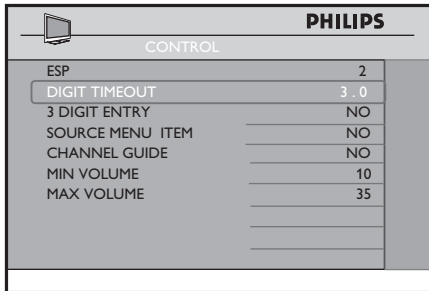 PHILIPS
CONTROL
ESP 2
DIGIT TIMEOUT 3 . 0
3 DIGIT ENTRY NO
SOURCE MENU ITEM NO
CHANNEL GUIDE NO
MIN VOLUME 10
MAX VOLUME 35